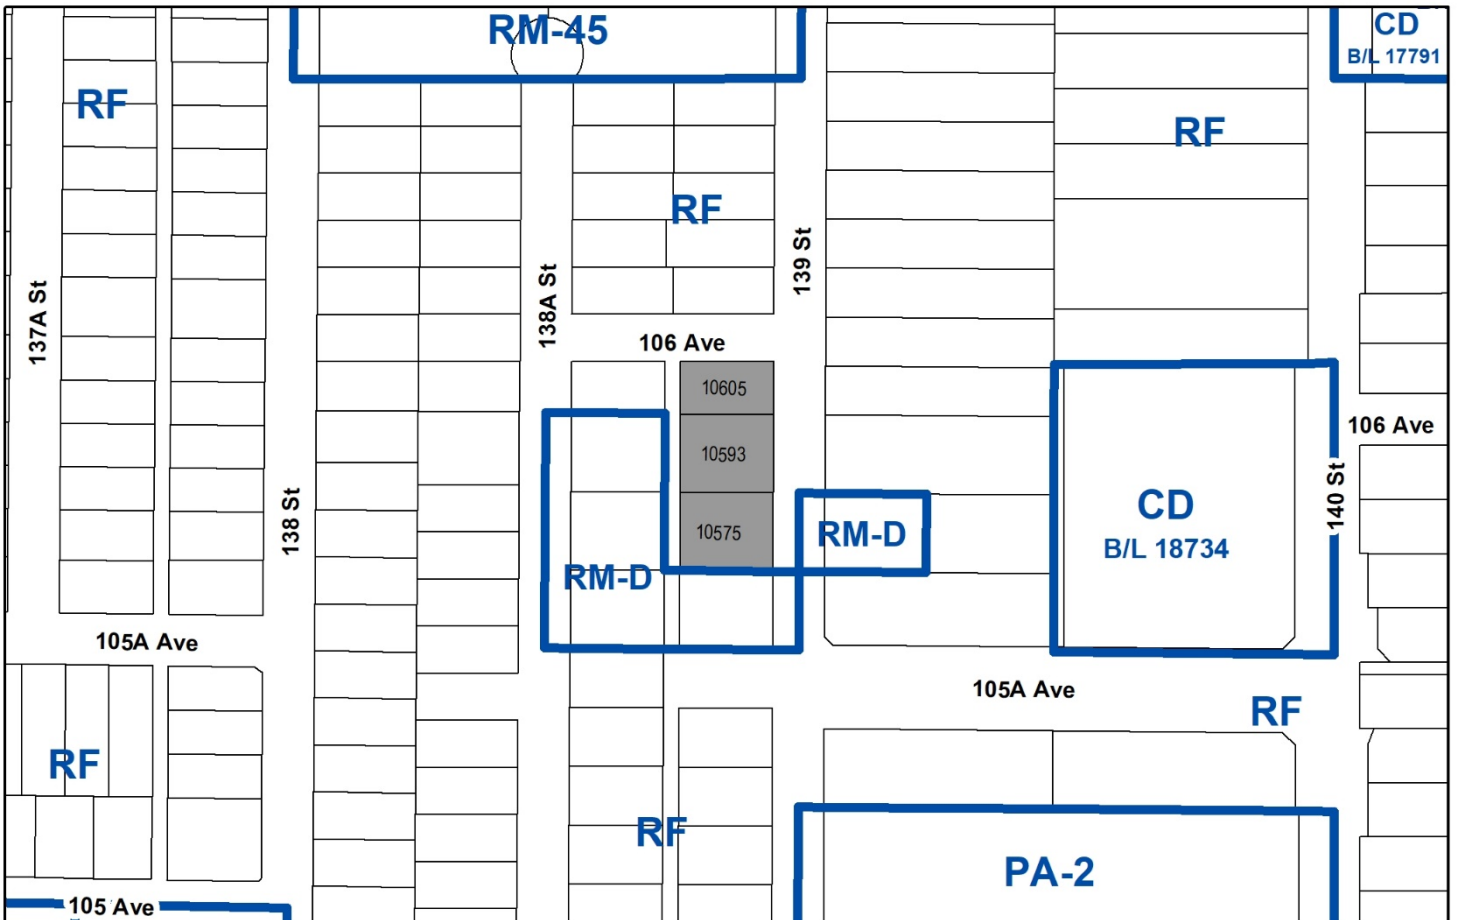 RM-45
CD
B/L 17791
RF
RF
RF
139 St
137A St
138A St
106 Ave
10605
106 Ave
10593
140 St
138 St
CD
10575
RM-D
B/L 18734
RM-D
105A Ave
105A Ave
RF
RF
RF
PA-2
105 Ave